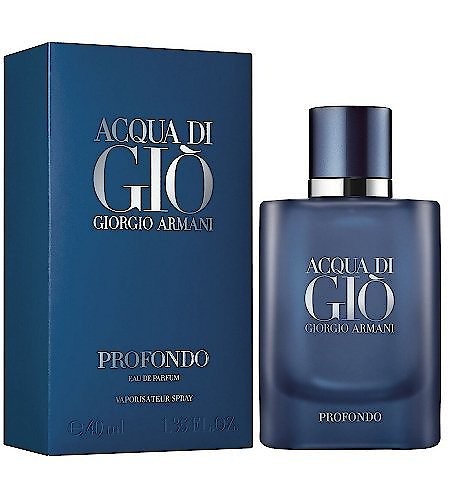 ACQUA DI
GIÒ
GIORGIO ARMANI
PROFONDO
EAU DE PARFUM
VAPORISATEUR SPRAY
℮ 40 ml 1.35 FL.OZ.
ACQUA DI
GIÒ
GIORGIO ARMANI
PROFONDO